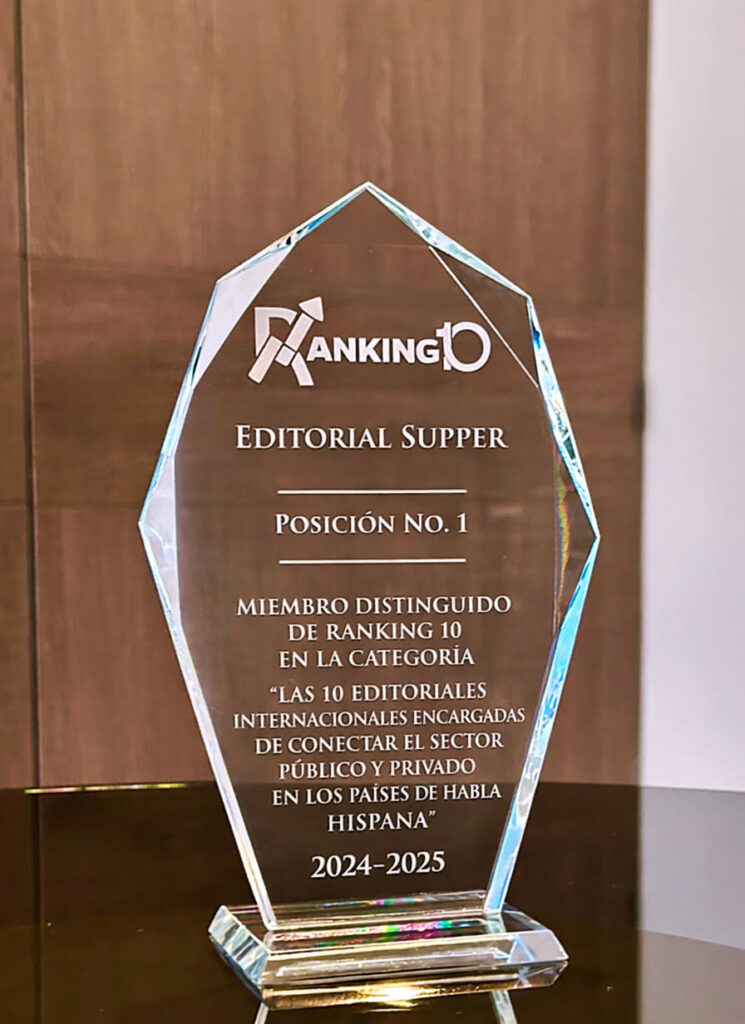 RANKING10
EDITORIAL SUPPER
POSICIÓN NO. 1
MIEMBRO DISTINGUIDO
DE RANKING 10
EN LA CATEGORÍA
“LAS 10 EDITORIALES
INTERNACIONALES ENCARGADAS
DE CONECTAR EL SECTOR
PÚBLICO Y PRIVADO
EN LOS PAÍSES DE HABLA
HISPANA”
2024-2025